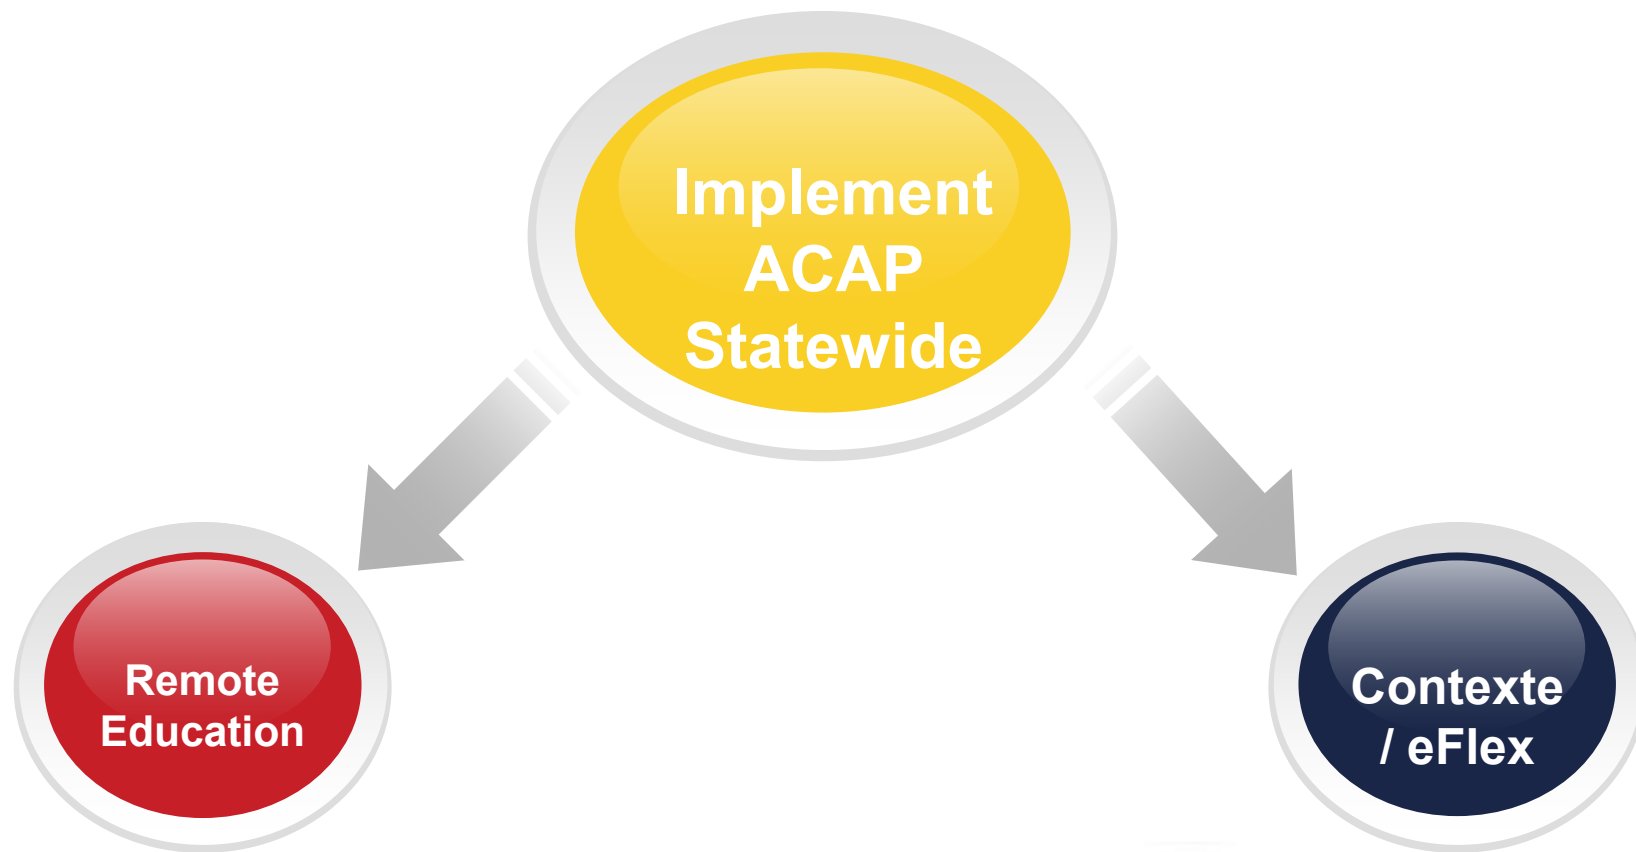 Implement
ACAP
Statewide
Remote
Education
Contexte
/ eFlex